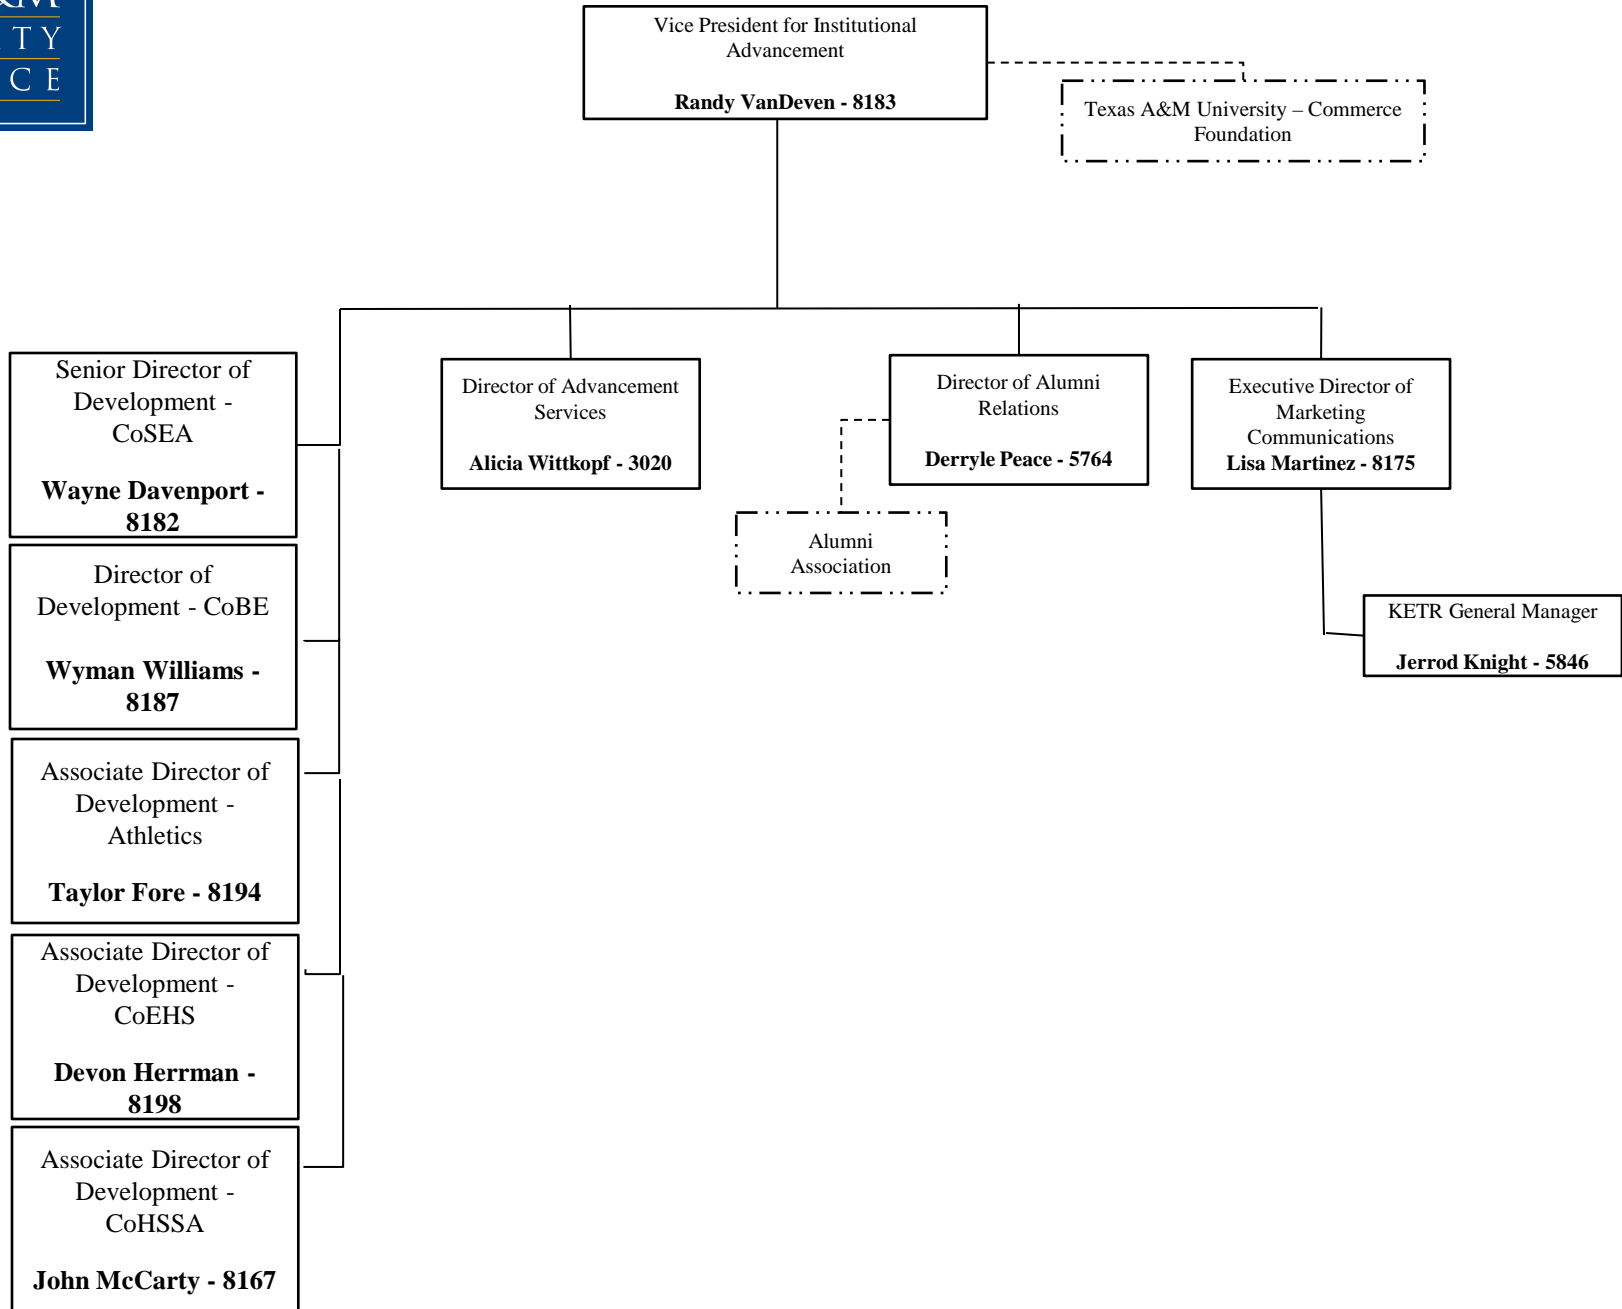 &M
I T Y
C E
Vice President for Institutional
Advancement
Randy VanDeven - 8183
Texas A&M University – Commerce
Foundation
Senior Director of
Development -
CoSEA
Wayne Davenport -
8182
Director of Advancement
Services
Alicia Wittkopf - 3020
Director of Alumni
Relations
Derryle Peace - 5764
Executive Director of
Marketing
Communications
Lisa Martinez - 8175
Alumni
Association
Director of
Development - CoBE
Wyman Williams -
8187
KETR General Manager
Jerrod Knight - 5846
Associate Director of
Development -
Athletics
Taylor Fore - 8194
Associate Director of
Development -
CoEHS
Devon Herrman -
8198
Associate Director of
Development -
CoHSSA
John McCarty - 8167